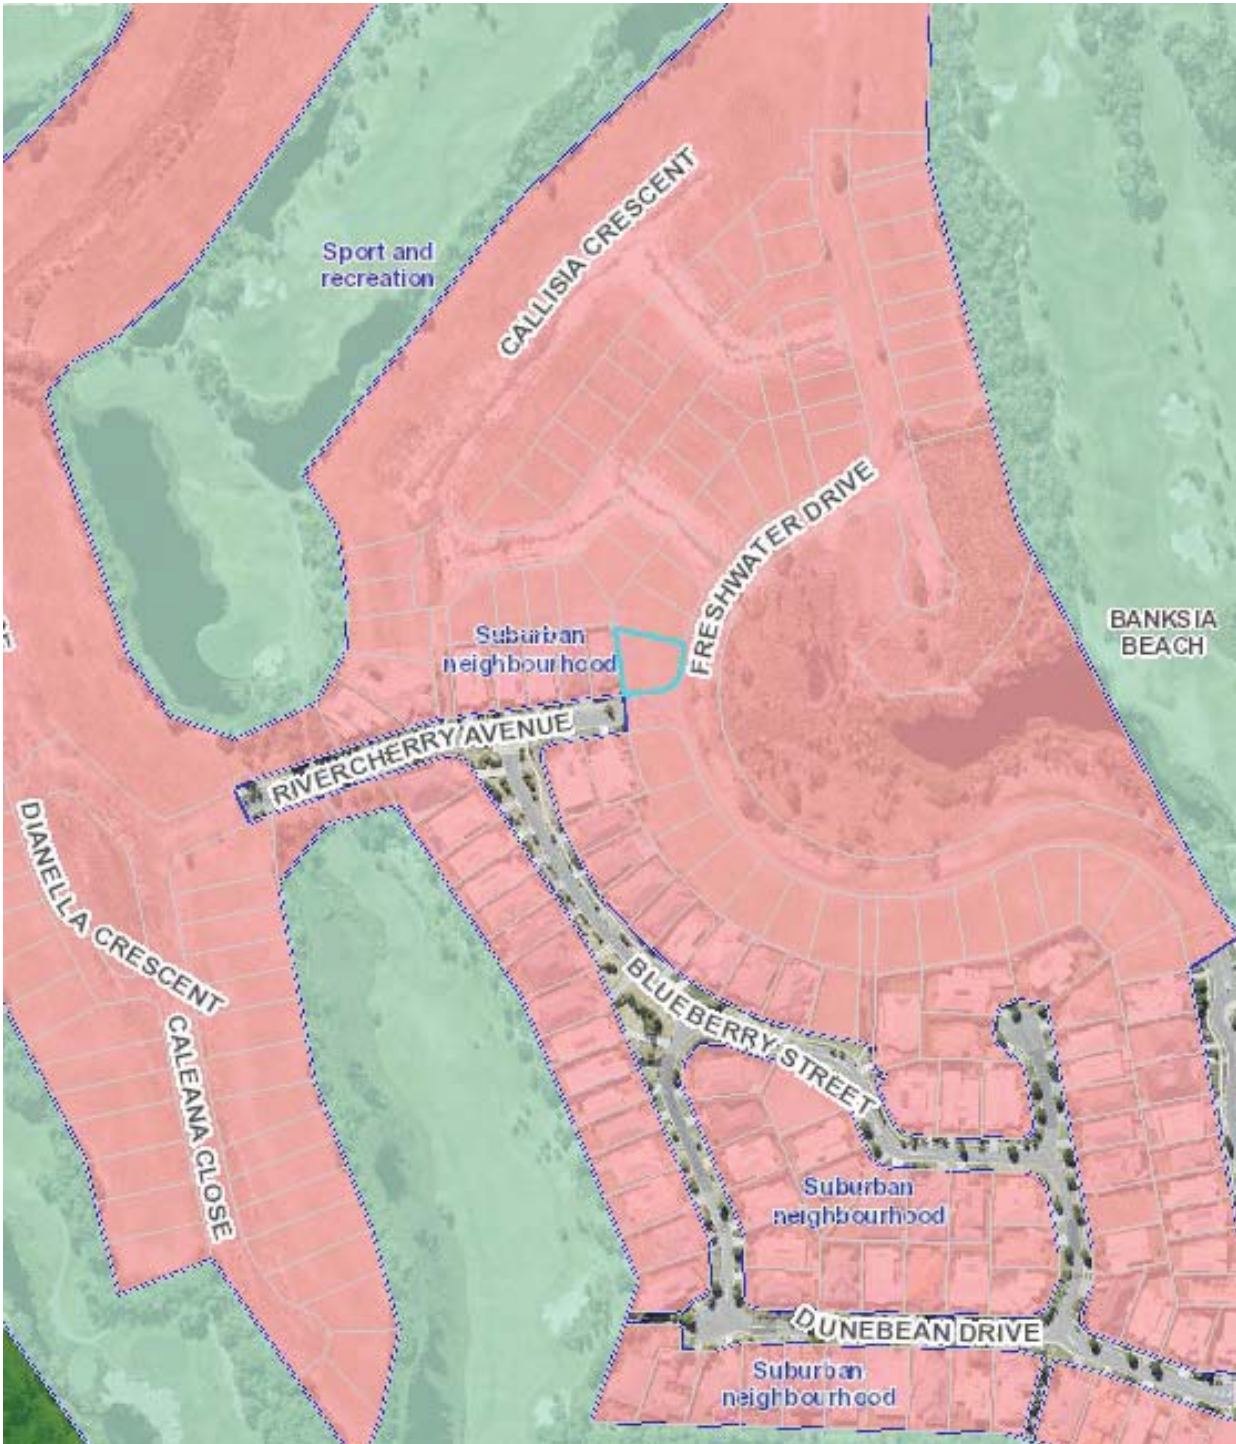 CALLISIA CRESCENT
Sport and
recreation
FRESHWATER DRIVE
BANKSIA
BEACH
Suburban
neighbourhood
RIVERCHERRY AVENUE
DIANELLA CRESCENT
BLUEBERRY STREET
CALEANA CLOSE
Suburban
neighbourhood
DUNEBEAN DRIVE
Suburban
neighbourhood